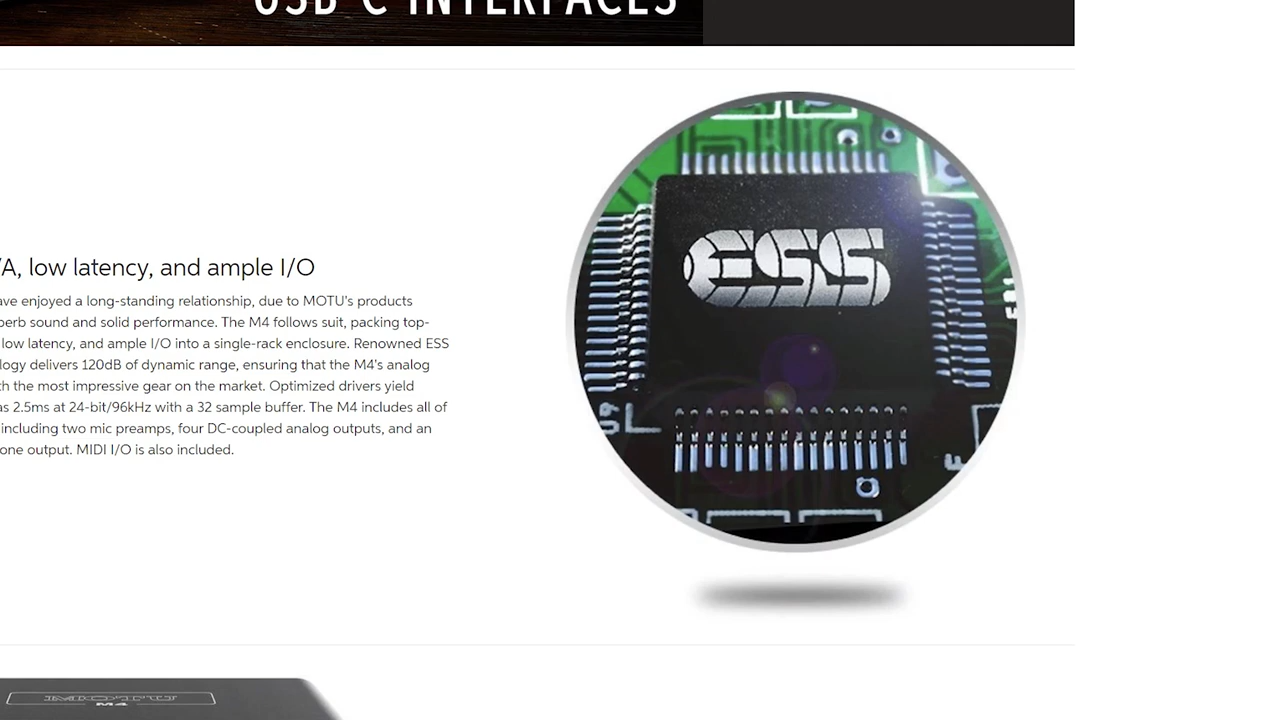 USB-C INTERFACES
/A, low latency, and ample I/O
ave enjoyed a long-standing relationship, due to MOTU's products
perb sound and solid performance. The M4 follows suit, packing top-
low latency, and ample I/O into a single-rack enclosure. Renowned ESS
logy delivers 120dB of dynamic range, ensuring that the M4's analog
th the most impressive gear on the market. Optimized drivers yield
as 2.5ms at 24-bit/96kHz with a 32 sample buffer. The M4 includes all of
including two mic preamps, four DC-coupled analog outputs, and an
one output. MIDI I/O is also included.
ESS
MOTU
M4